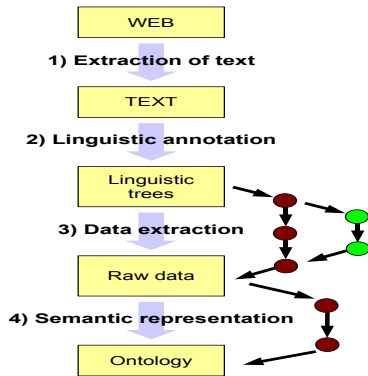 WEB
1) Extraction of text
TEXT
2) Linguistic annotation
Linguistic
trees
3) Data extraction
Raw data
4) Semantic representation
Ontology